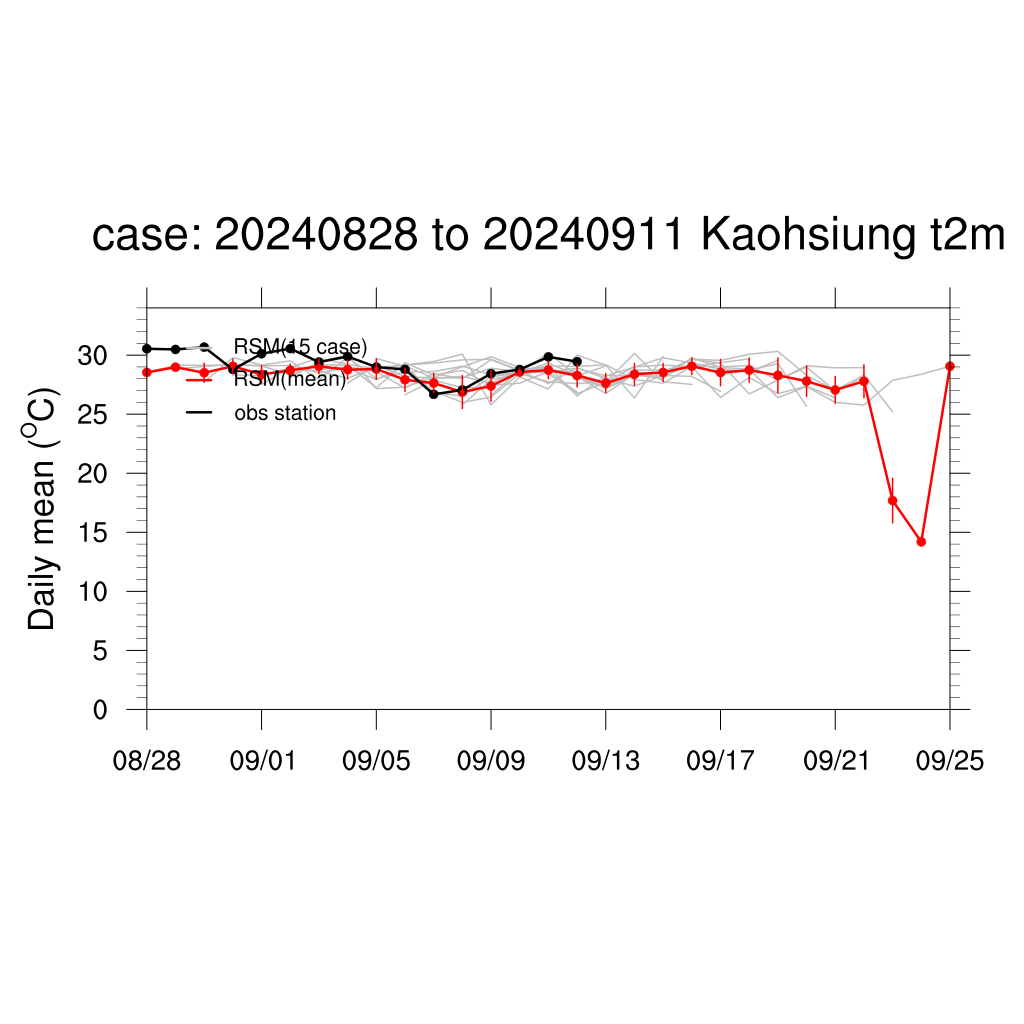 case: 20240828 to 20240911 Kaohsiung t2m
Daily mean (°C)
30
25
20
15
10
5
0
RSM(15 case)
RSM(mean)
obs station
08/28 09/01 09/05 09/09 09/13 09/17 09/21 09/25